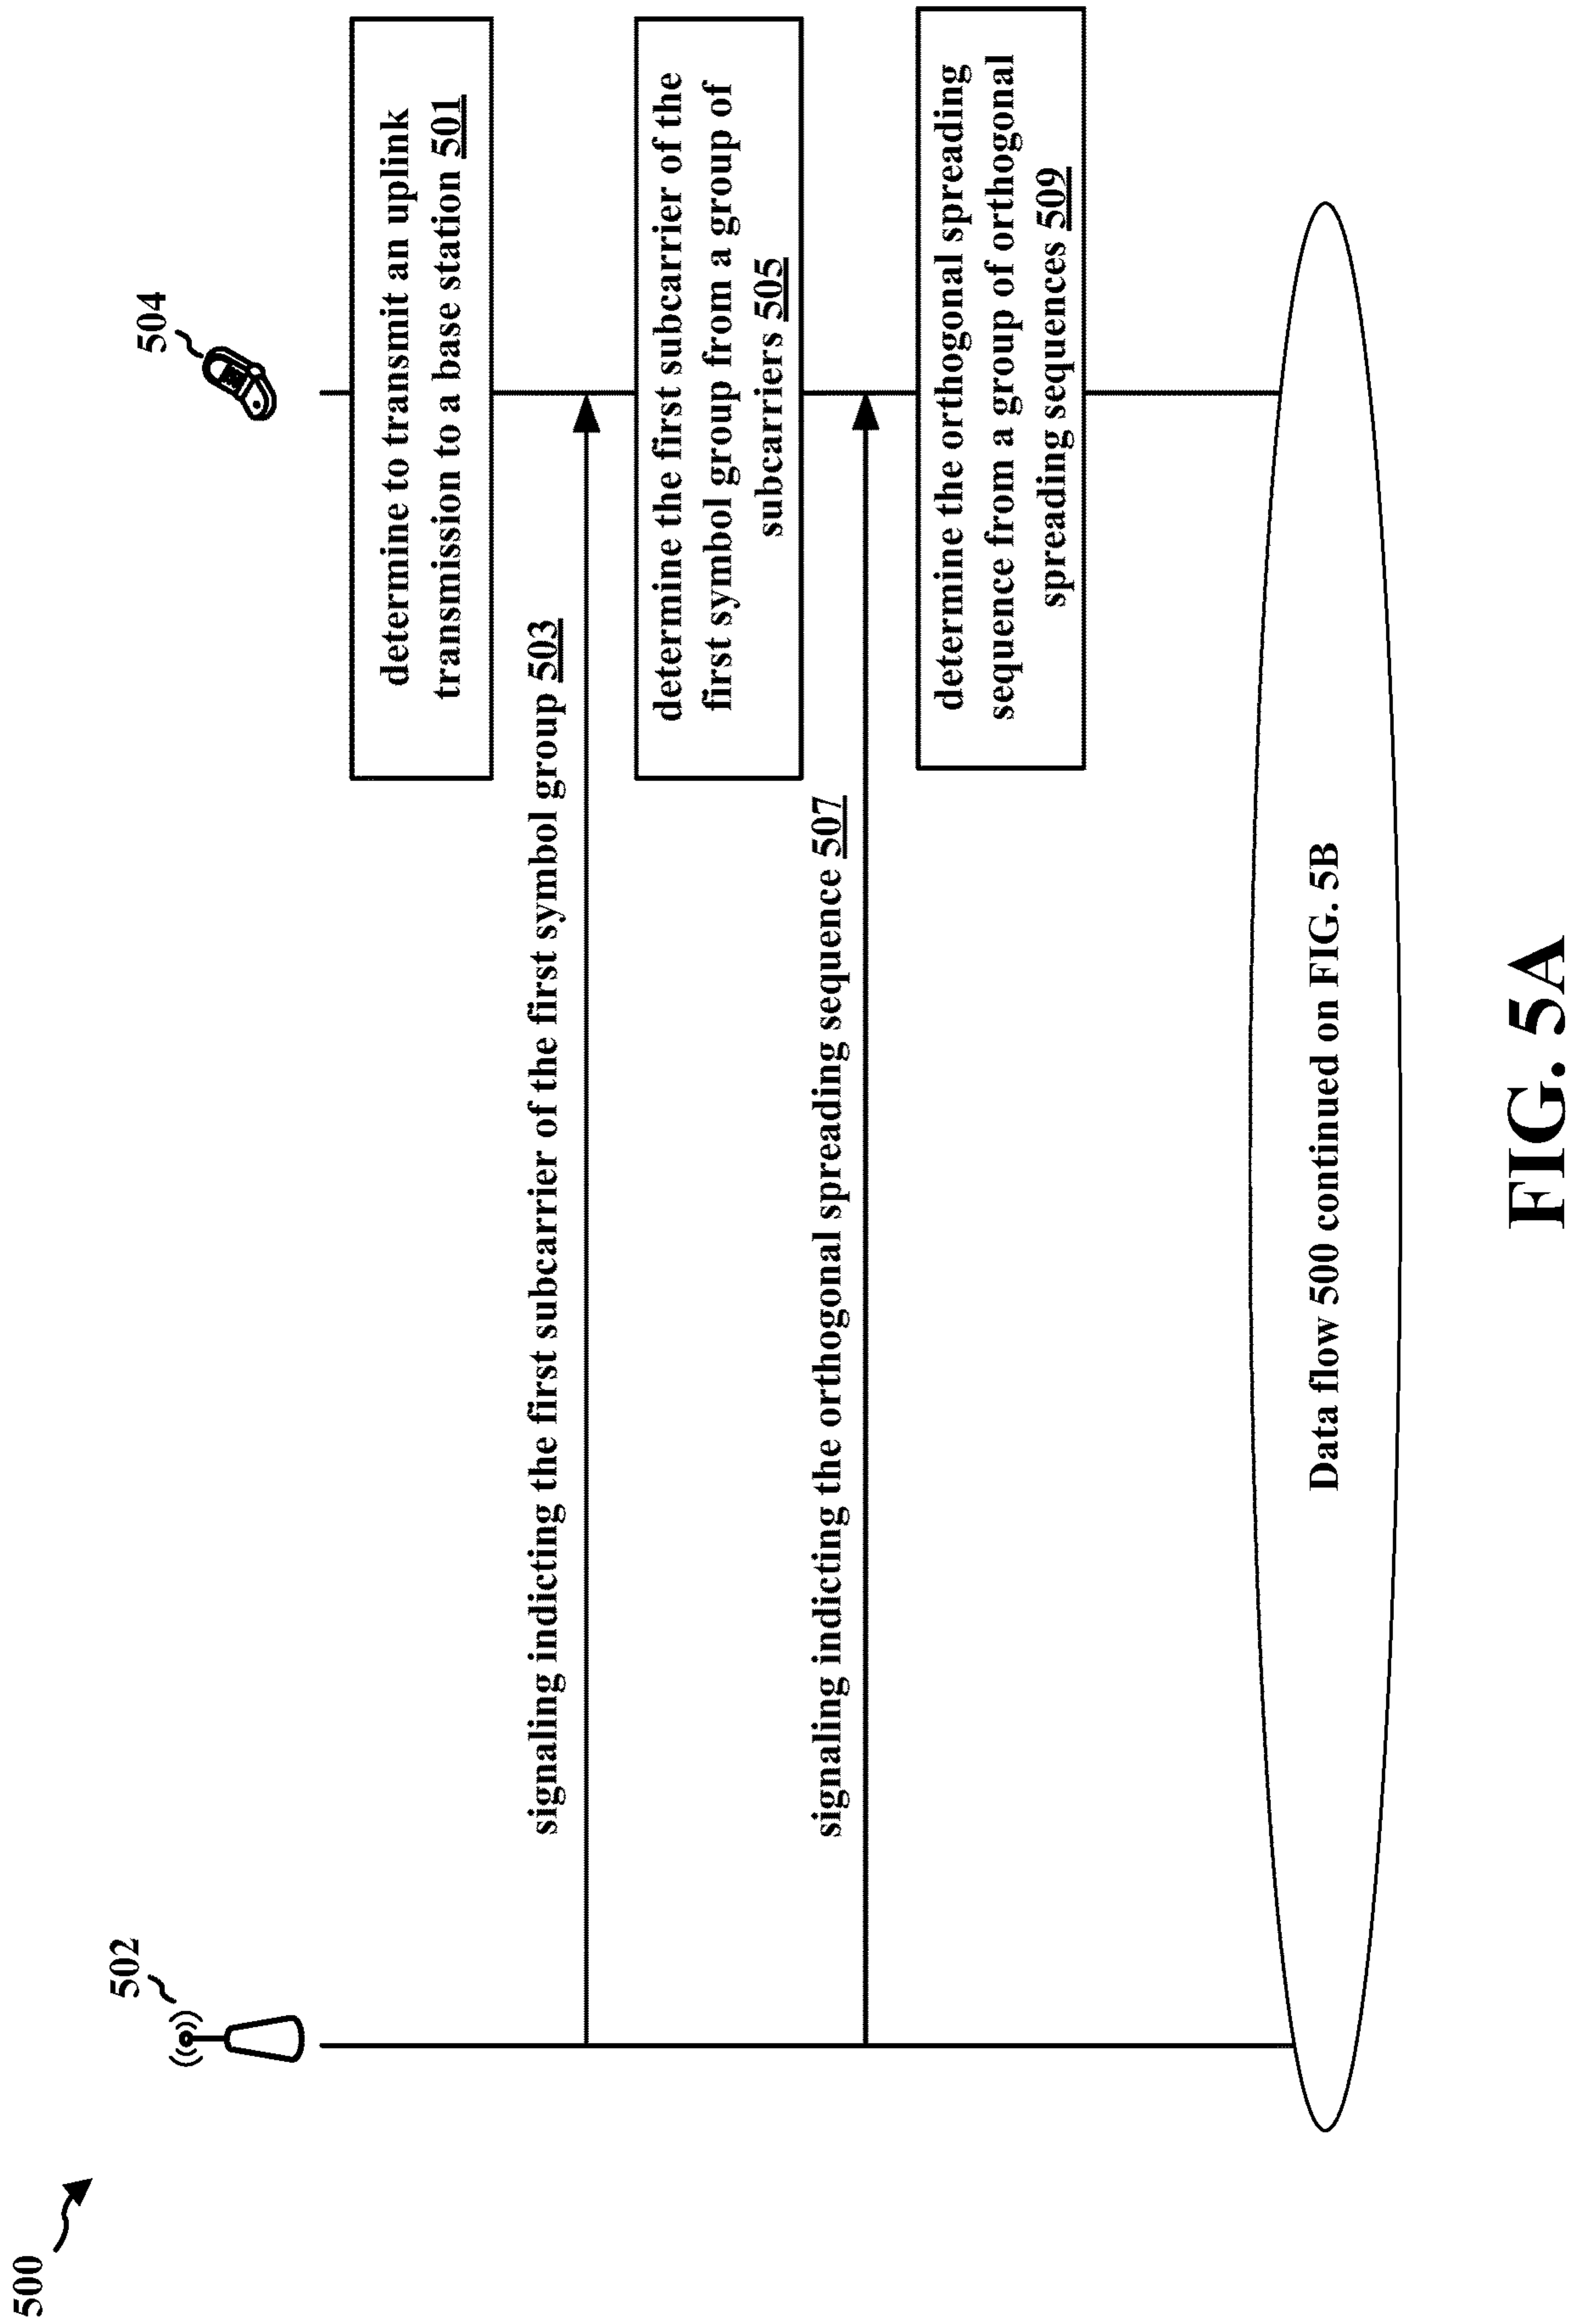 500
502
504
determine to transmit an uplink
transmission to a base station 501
signaling indicting the first subcarrier of the first symbol group 503
determine the first subcarrier of the
first symbol group from a group of
subcarriers 505
signaling indicting the orthogonal spreading sequence 507
determine the orthogonal spreading
sequence from a group of orthogonal
spreading sequences 509
Data flow 500 continued on FIG. 5B
FIG. 5A